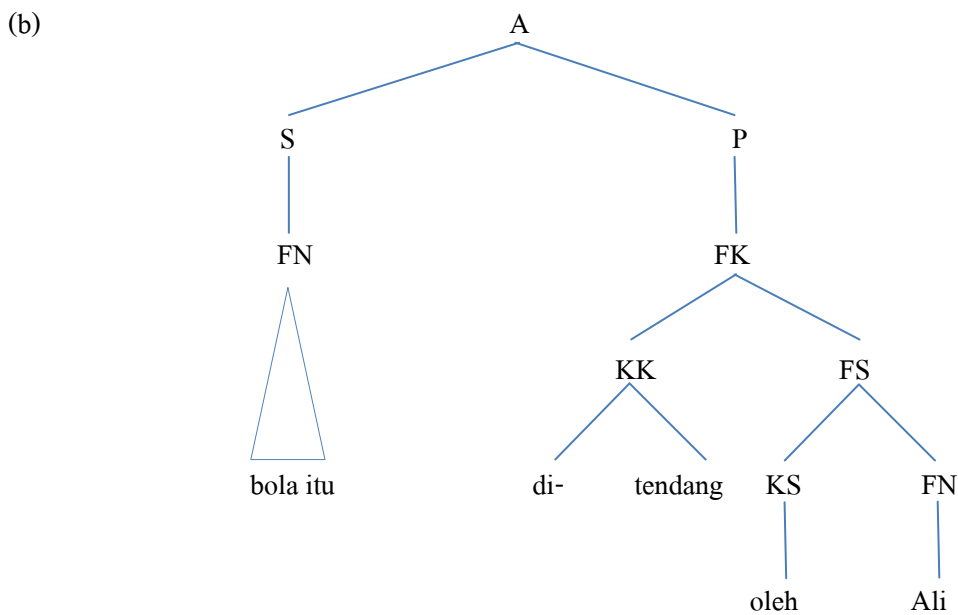 (b)
A
S P
FN FK
KK FS
bola itu di- tendang KS FN
oleh Ali